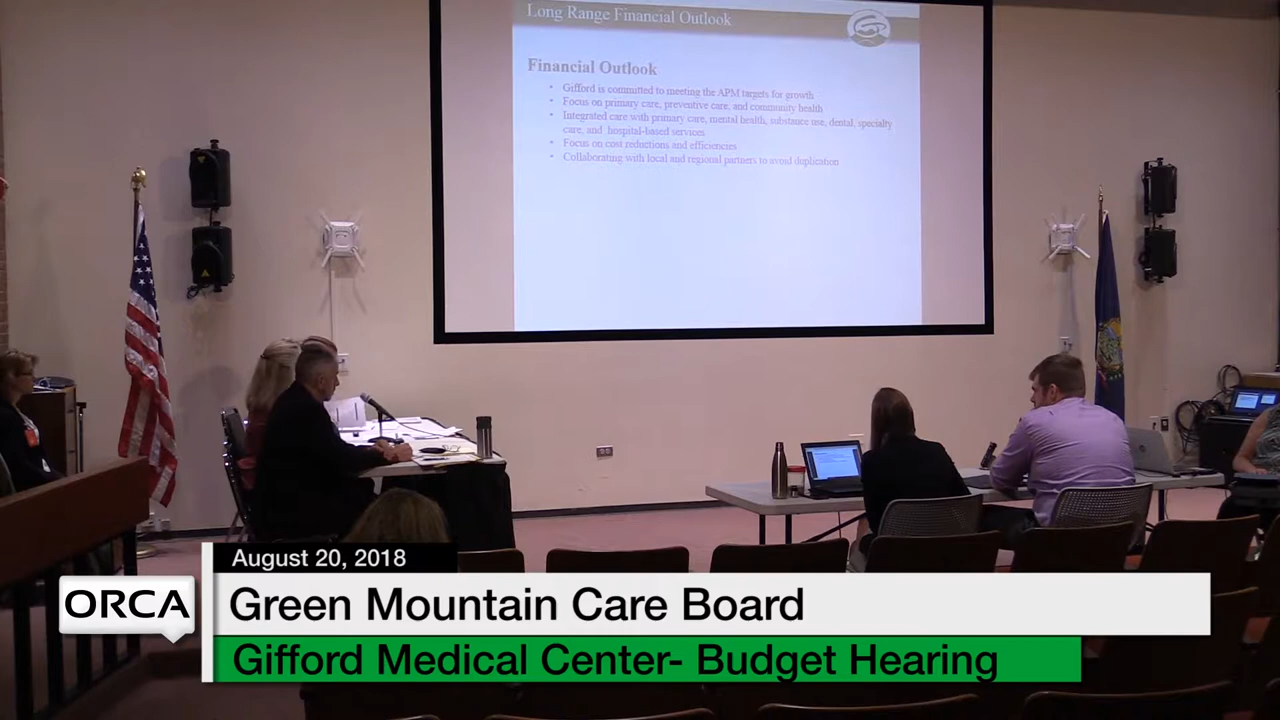 Long Range Financial Outlook
Financial Outlook
• Gifford is committed to meeting the APM targets for growth
• Focus on primary care, preventive care, and community health
• Integrated care with primary care, mental health, substance use, dental, specialty
care, and hospital-based services
• Focus on cost reductions and efficiencies
• Collaborating with local and regional partners to avoid duplication
August 20, 2018
ORCA
Green Mountain Care Board
Gifford Medical Center- Budget Hearing